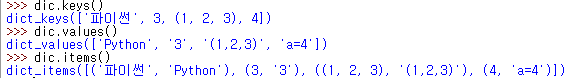 >>> dic.keys()
dict_keys(['파이썬', 3, (1, 2, 3), 4])
>>> dic.values()
dict_values(['Python', '3', '(1,2,3)', 'a=4'])
>>> dic.items()
dict_items([('파이썬', 'Python'), (3, '3'), ((1, 2, 3), '(1,2,3)'), (4, 'a=4')])